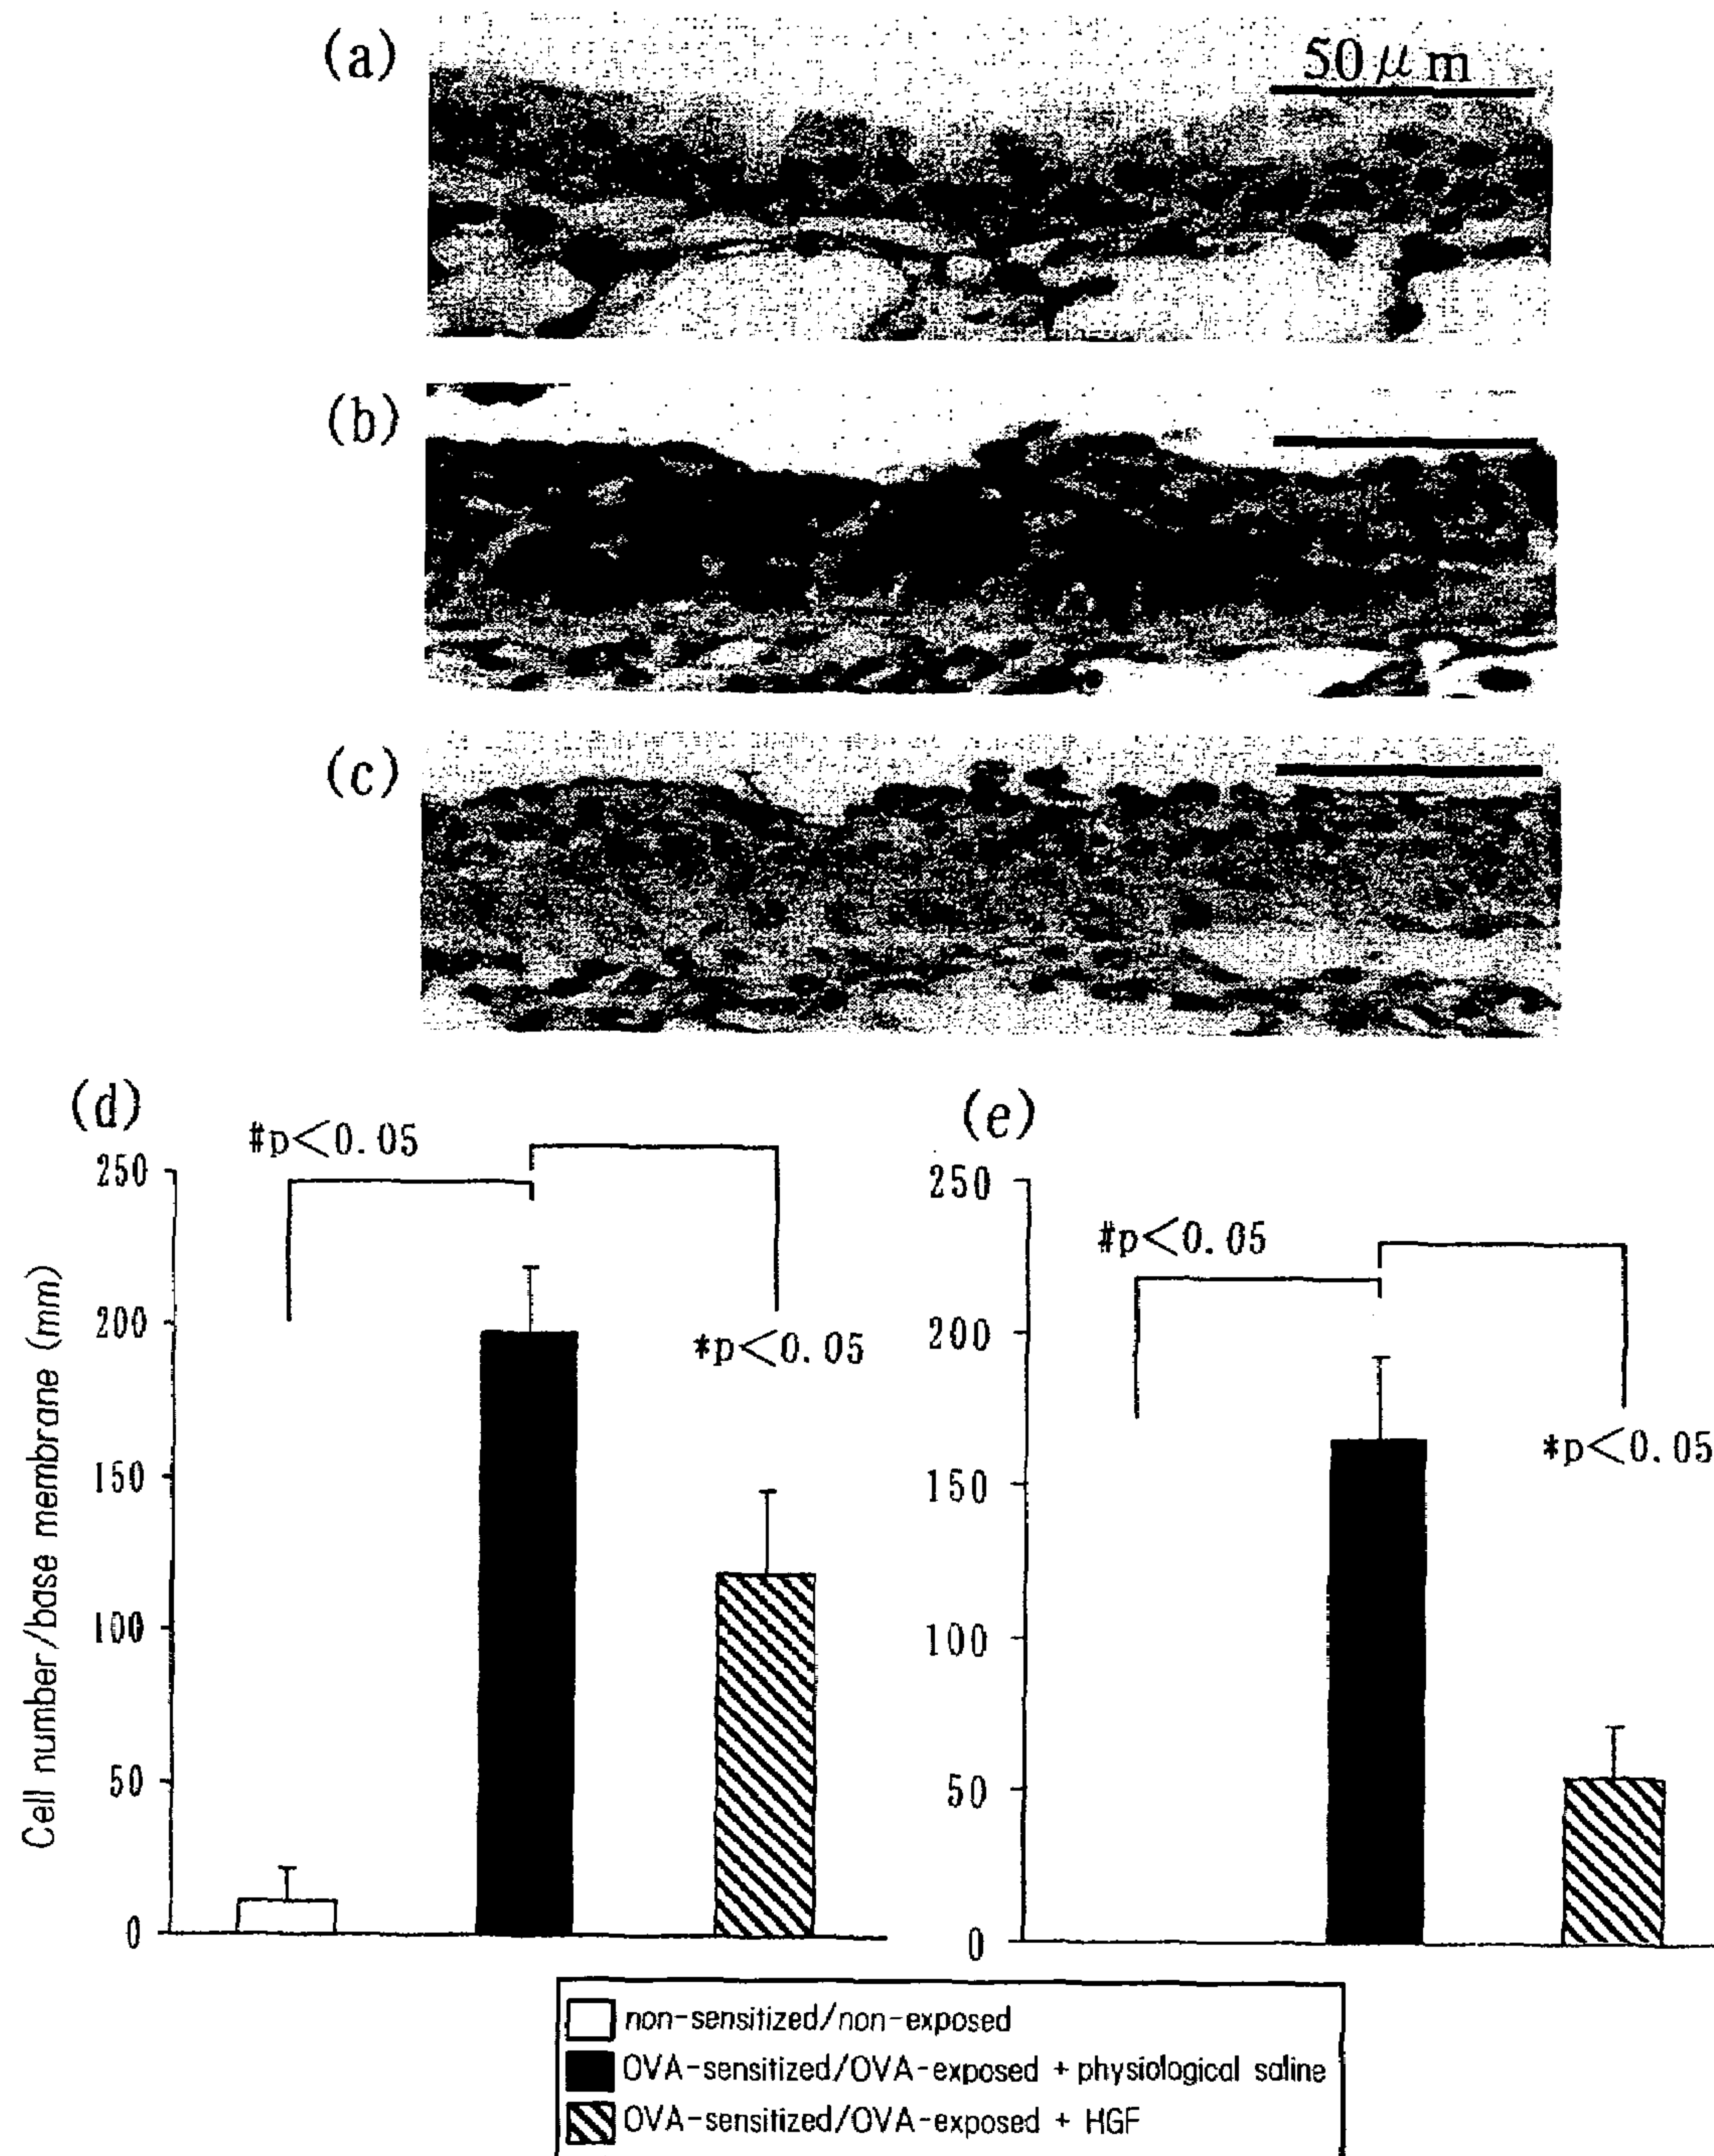 (a)
50μm
(b)
(c)
(d)
#p<0.05
*p<0.05
250
200
150
100
50
0
Cell number/base membrane (mm)
(e)
#p<0.05
*p<0.05
250
200
150
100
50
0
non-sensitized/non-exposed
OVA-sensitized/OVA-exposed + physiological saline
OVA-sensitized/OVA-exposed + HGF